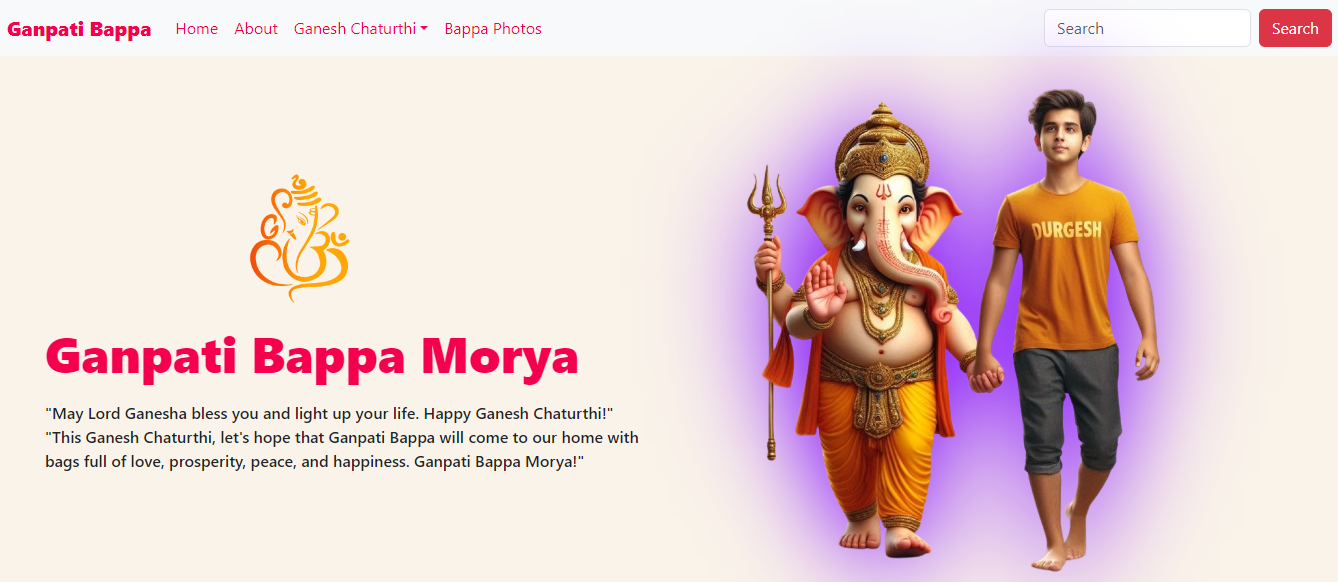 Ganpati Bappa Home About Ganesh Chaturthi Bappa Photos Search Search
DURGESH
Ganpati Bappa Morya
"May Lord Ganesha bless you and light up your life. Happy Ganesh Chaturthi!"
"This Ganesh Chaturthi, let's hope that Ganpati Bappa will come to our home with
bags full of love, prosperity, peace, and happiness. Ganpati Bappa Morya!"